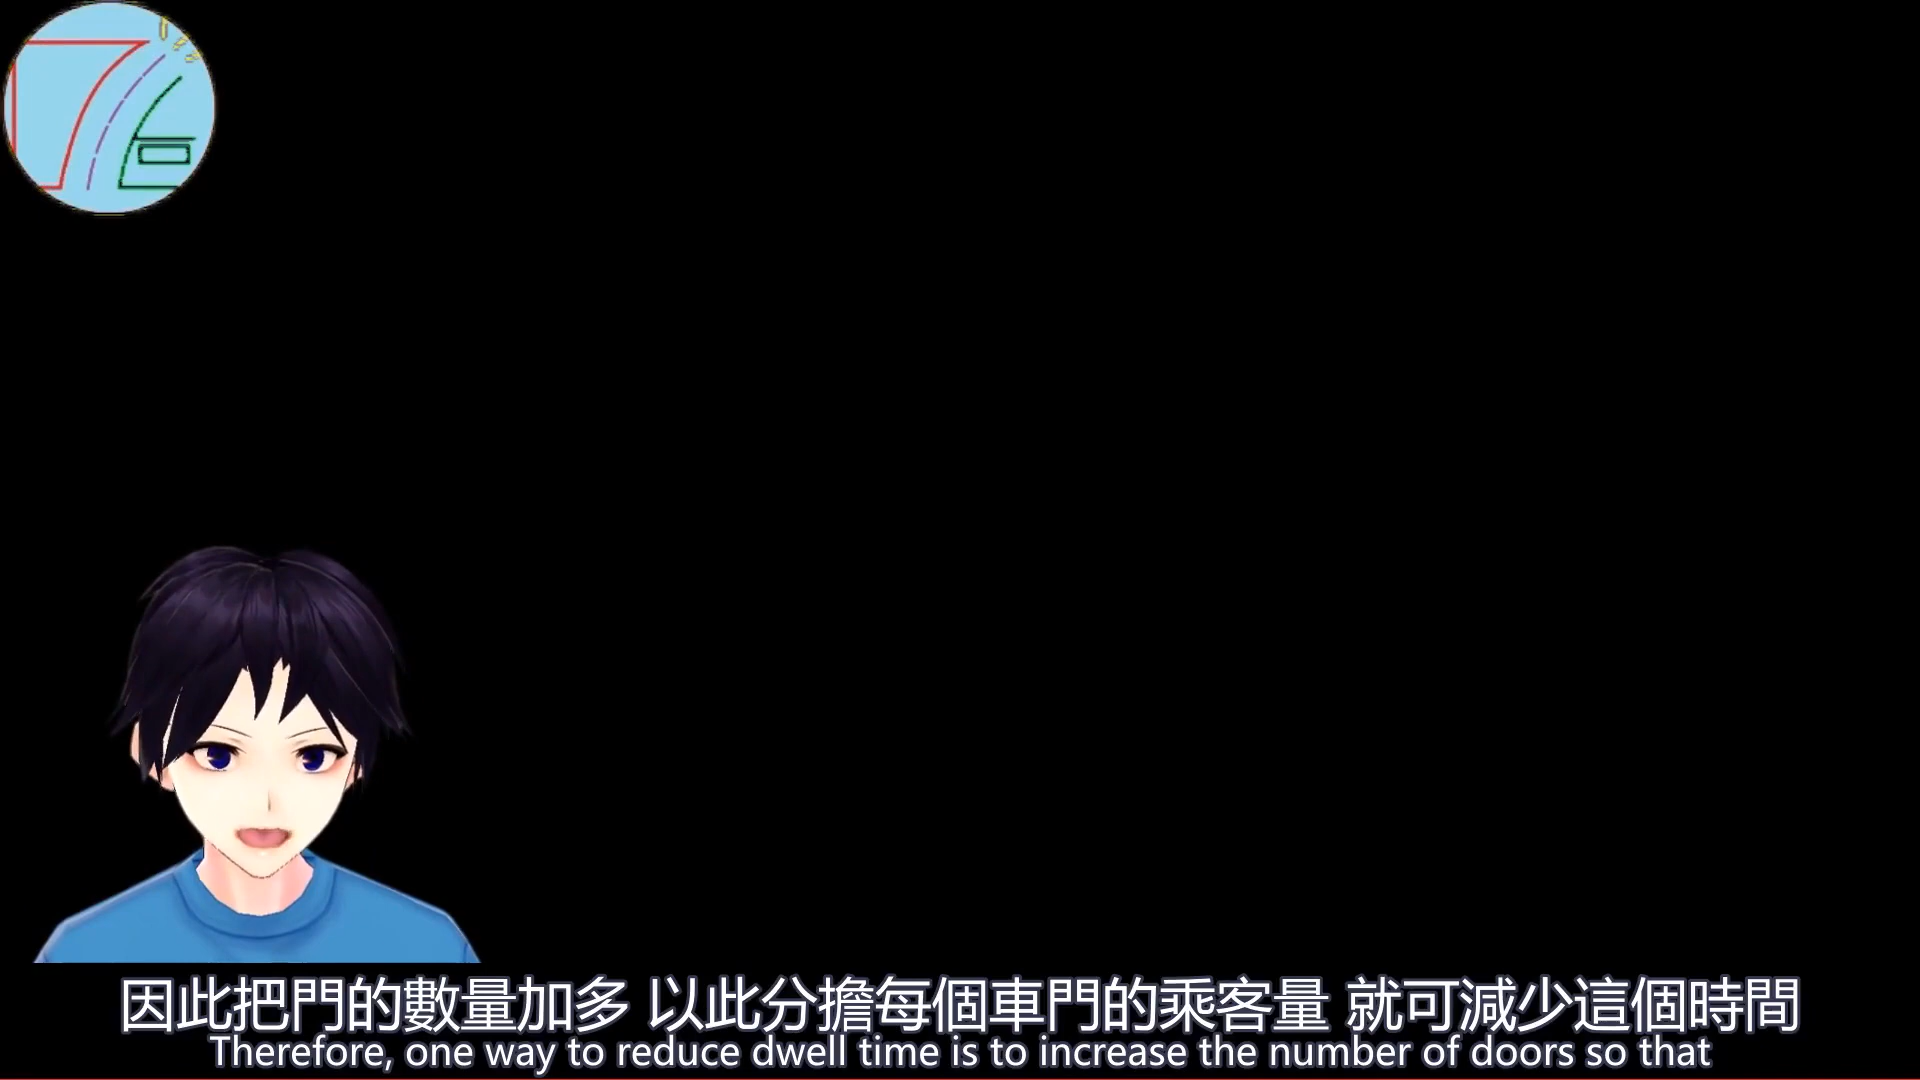 因此把門的數量加多 以此分擔每個車門的乘客量 就可減少這個時間
Therefore, one way to reduce dwell time is to increase the number of doors so that